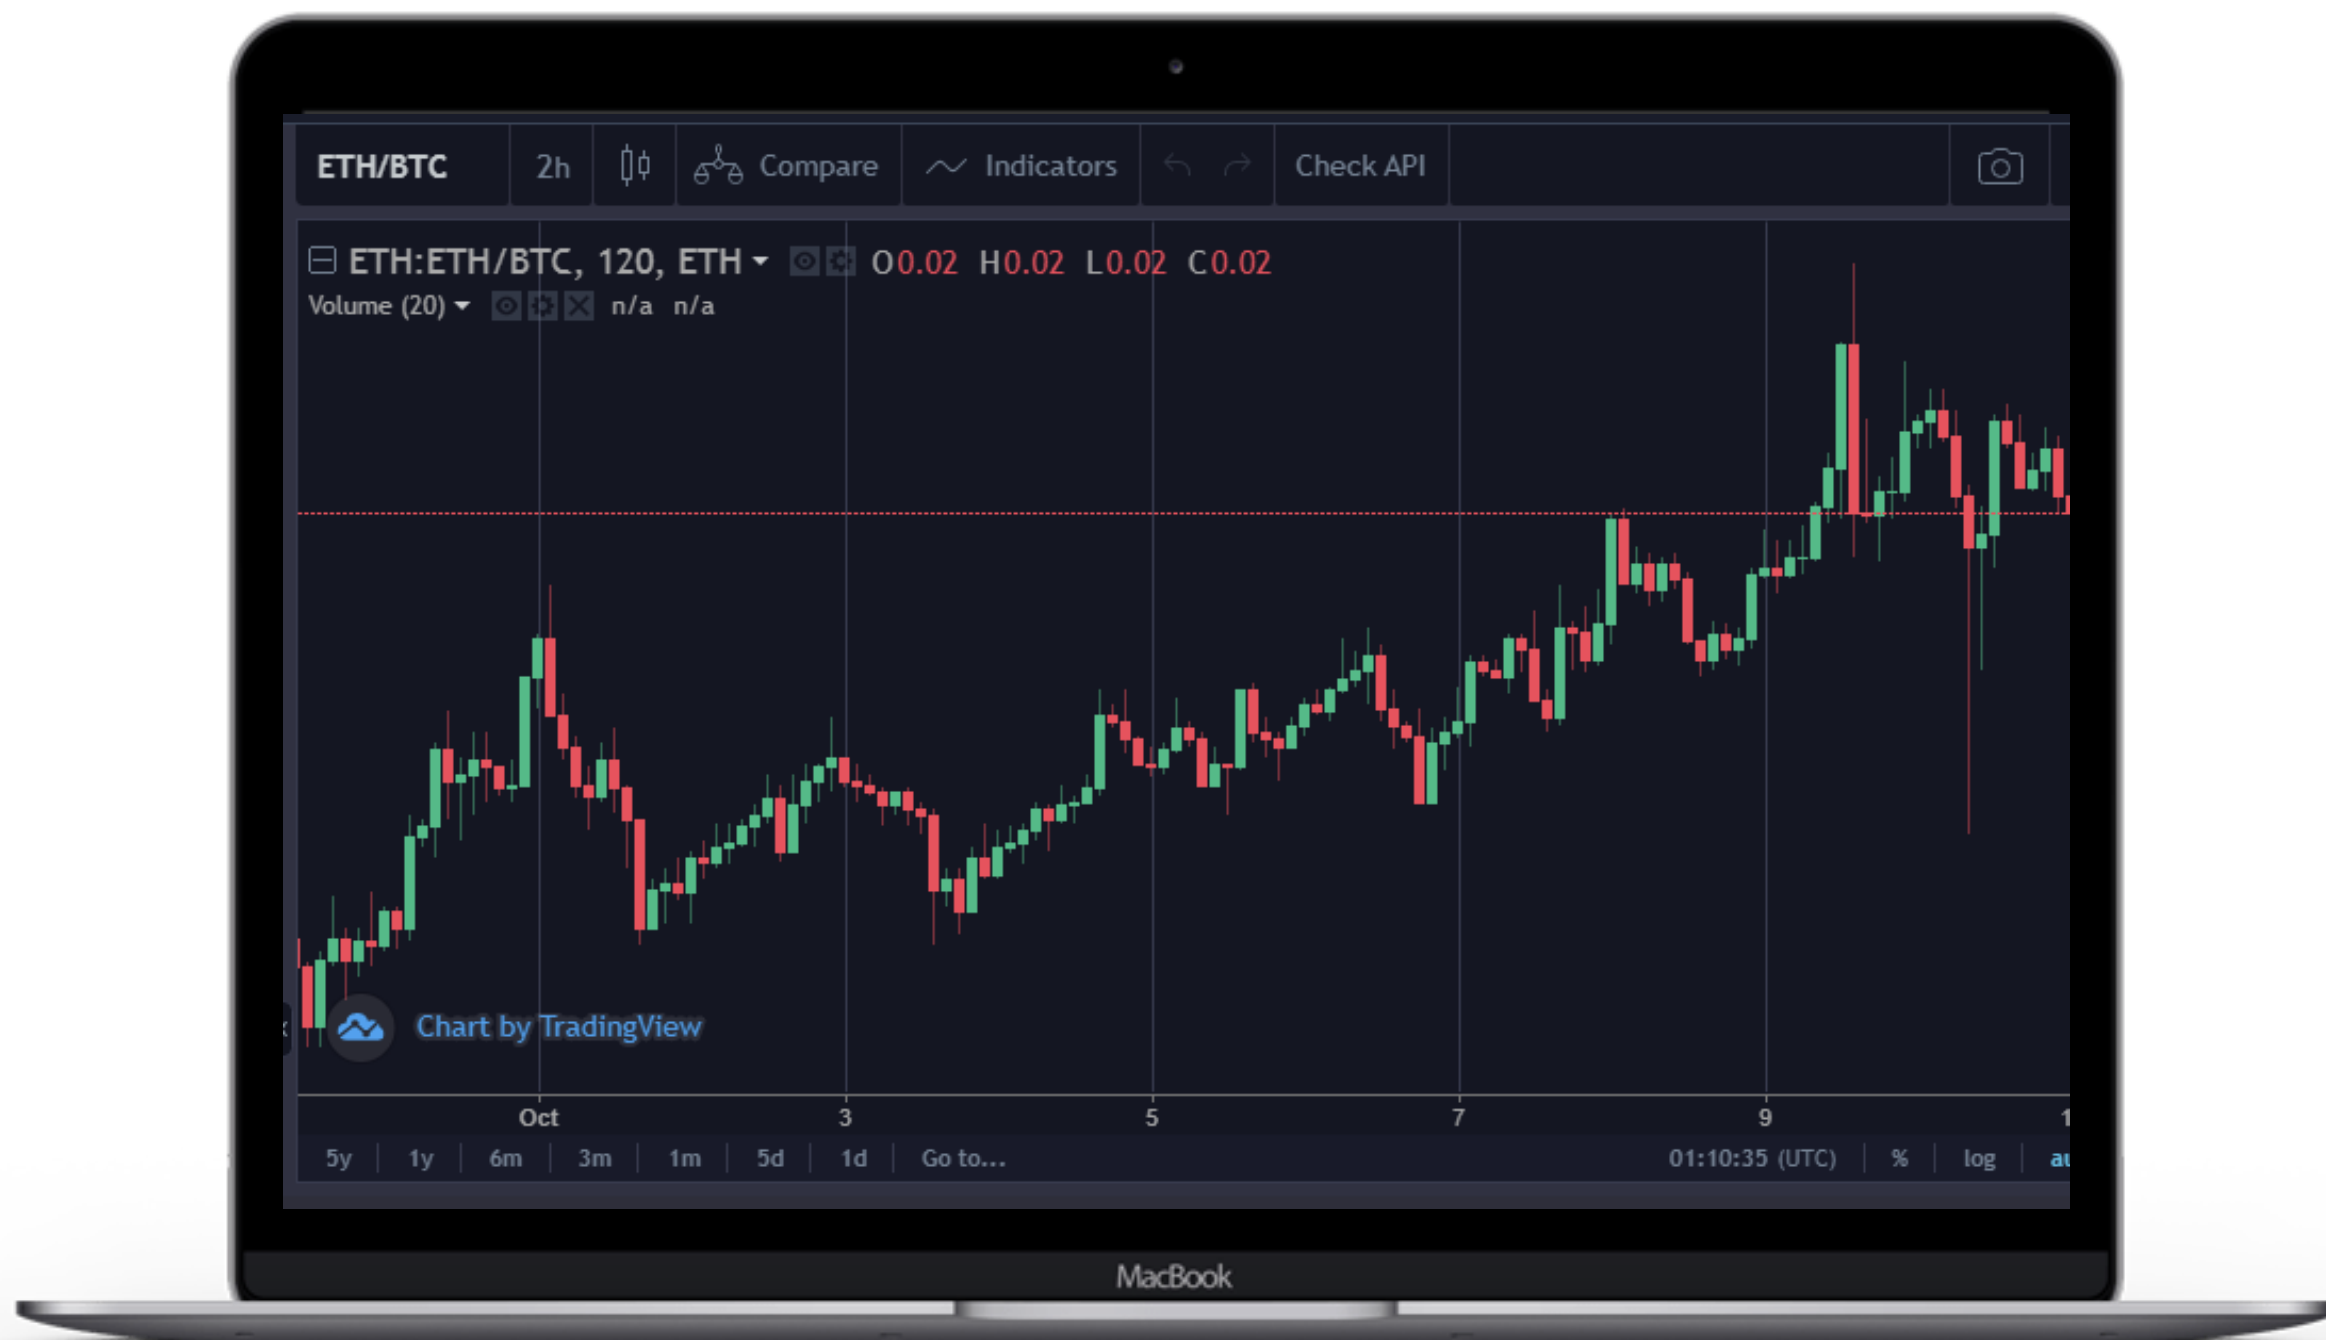 ETH/BTC 2h Compare Indicators Check API
ETH:ETH/BTC, 120, ETH O0.02 H0.02 L0.02 C0.02
Volume (20) n/a n/a
Chart by TradingView
Oct 3 5 7 9 1
5y 1y 6m 3m 1m 5d 1d Go to... 01:10:35 (UTC) % log au
MacBook